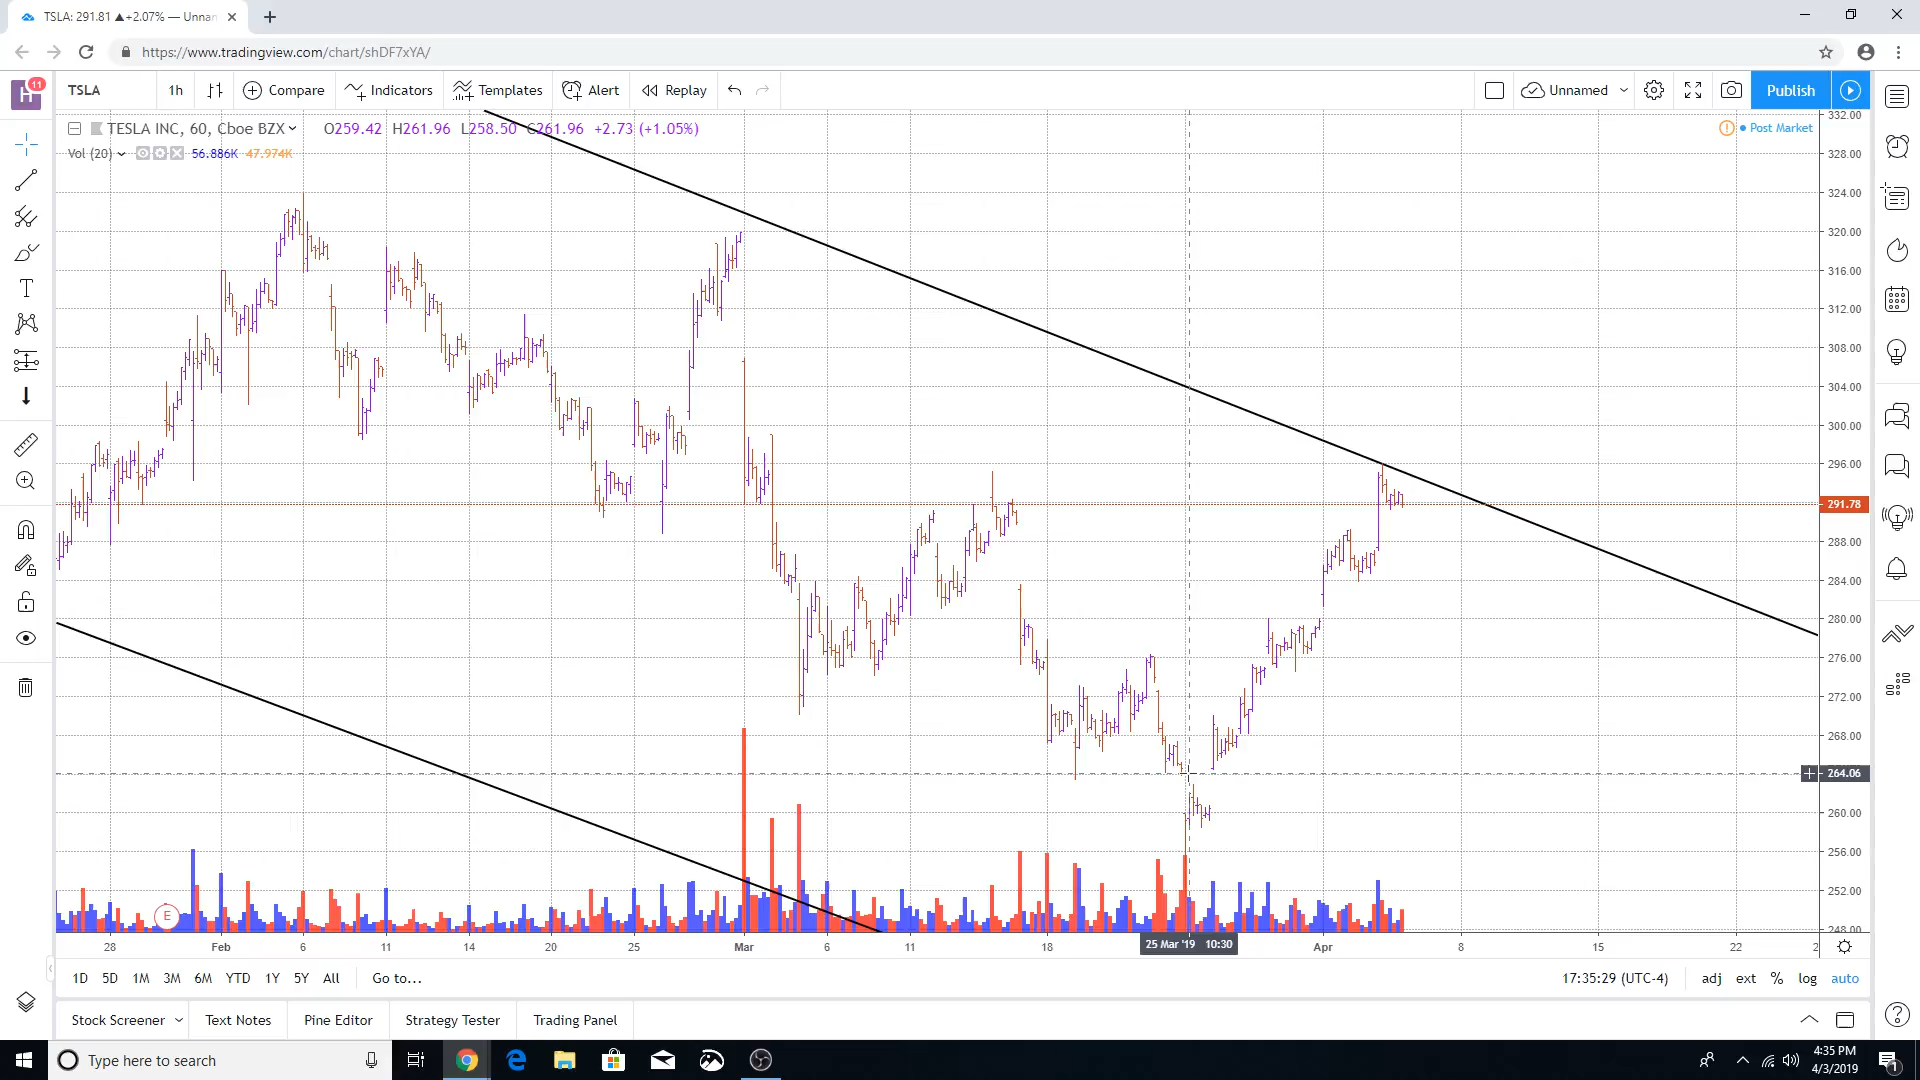 TSLA: 291.81 ▲+2.07% — Unnar
https://www.tradingview.com/chart/shDF7xYA/
H 11
TSLA 1h Compare Indicators Templates Alert Replay Unnamed Publish
TESLA INC, 60, Cboe BZX O259.42 H261.96 L258.50 C261.96 +2.73 (+1.05%)
Post Market
Vol (20) 56.886K 47.974K
332.00
328.00
324.00
320.00
316.00
312.00
308.00
304.00
300.00
296.00
291.78
288.00
284.00
280.00
276.00
272.00
268.00
264.06
260.00
256.00
252.00
248.00
E
28 Feb 6 11 14 20 25 Mar 6 11 18 25 Mar '19 10:30 Apr 8 15 22 2
1D 5D 1M 3M 6M YTD 1Y 5Y All Go to... 17:35:29 (UTC-4) adj ext % log auto
Stock Screener Text Notes Pine Editor Strategy Tester Trading Panel
Type here to search
4:35 PM
4/3/2019
1